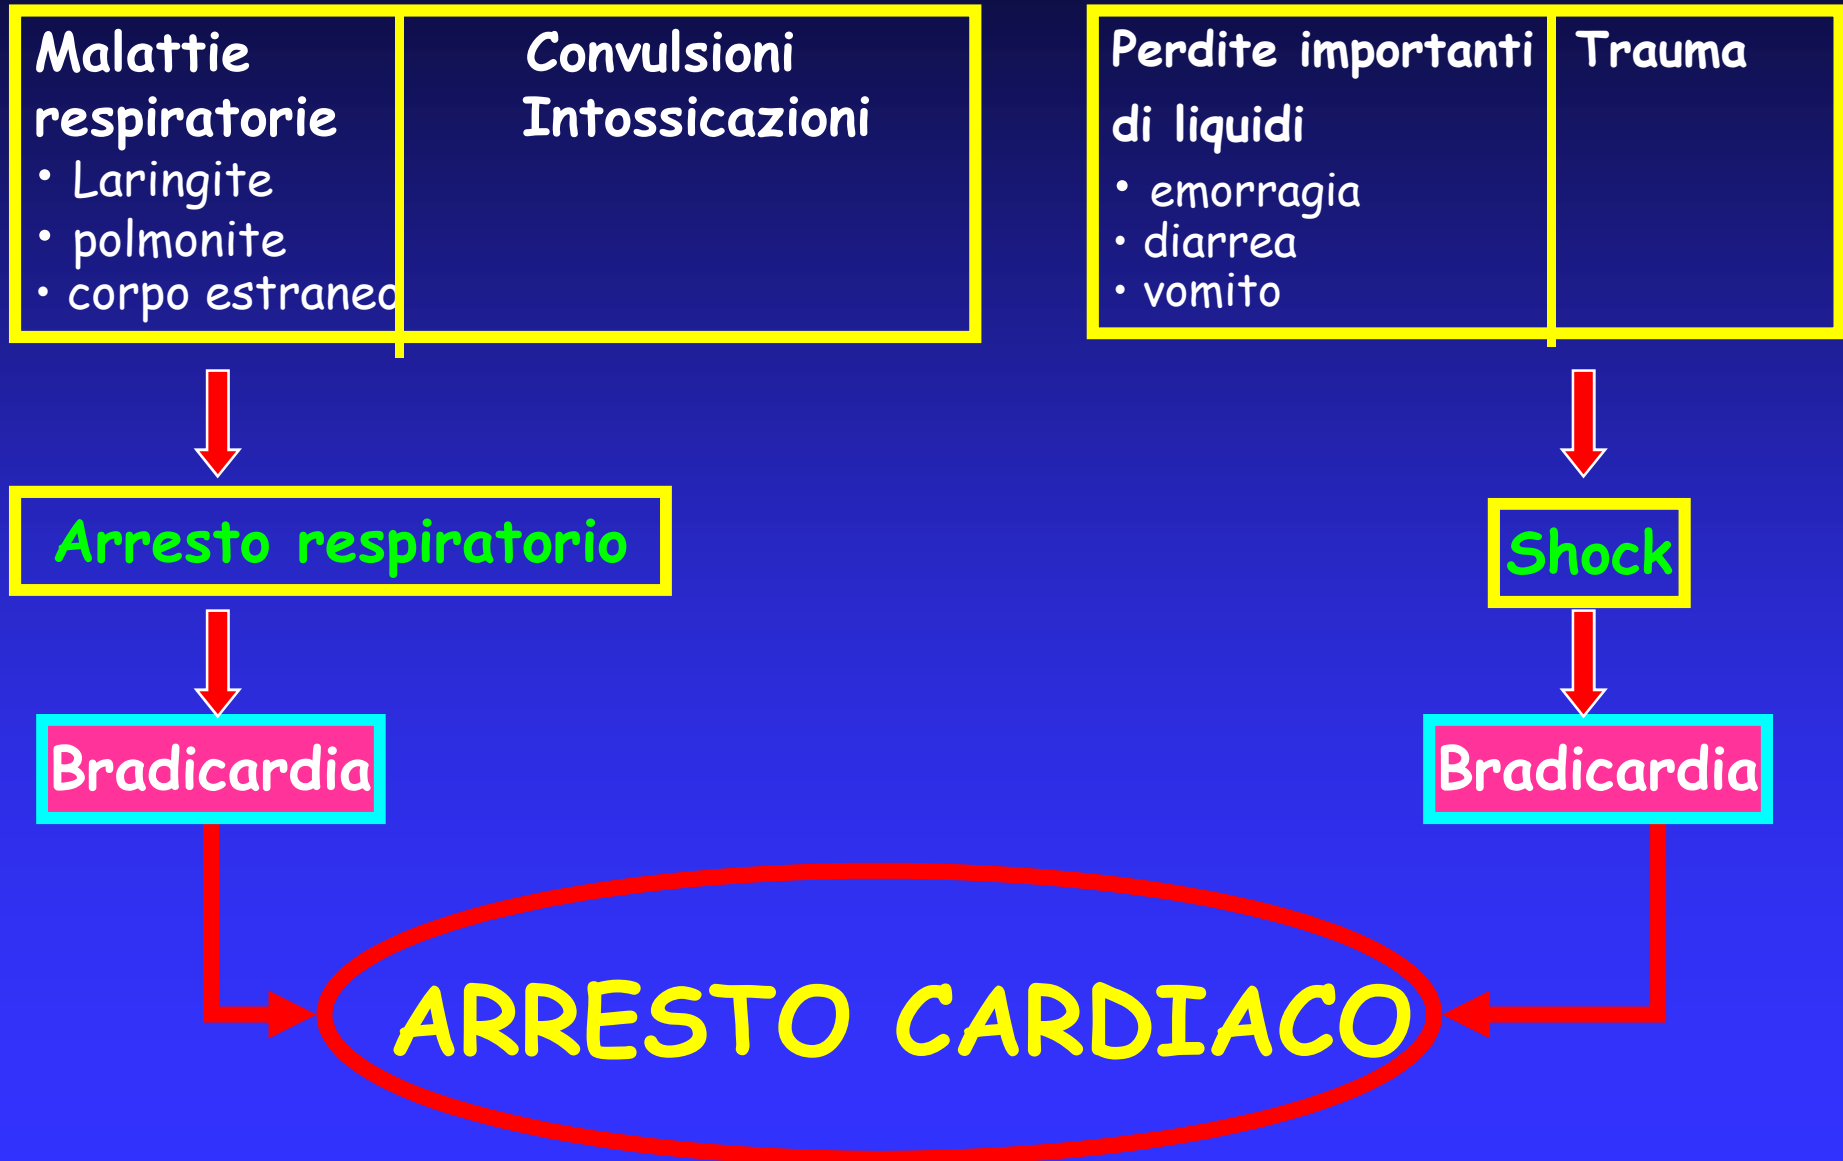 Malattie
respiratorie
• Laringite
• polmonite
• corpo estraneo
Convulsioni
Intossicazioni
Perdite importanti
di liquidi
• emorragia
• diarrea
• vomito
Trauma
Arresto respiratorio
Shock
Bradicardia
Bradicardia
ARRESTO CARDIACO